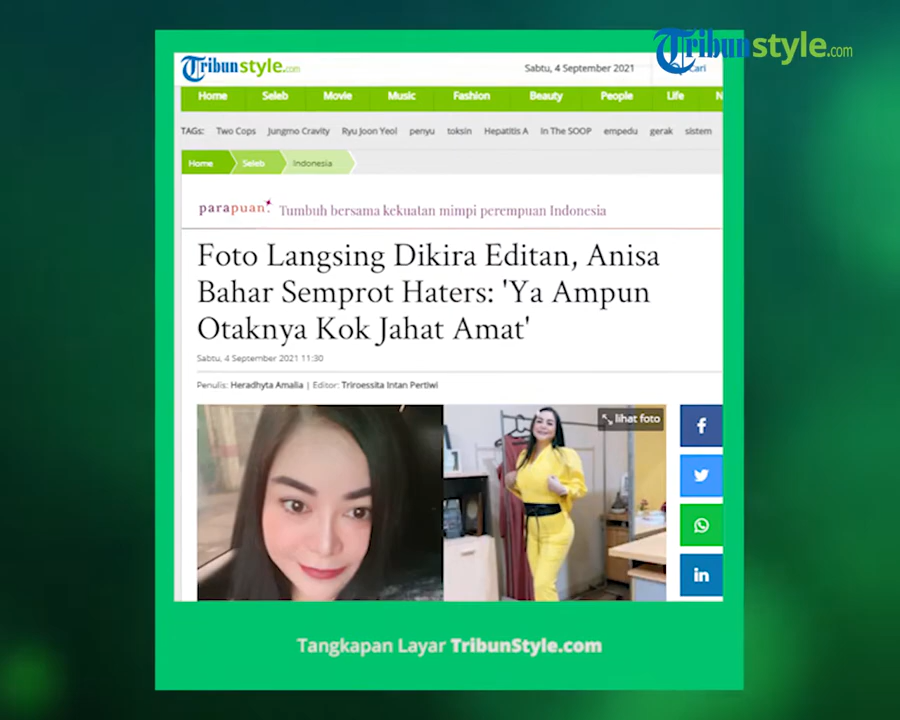 Tribunstyle.com
Tribunstyle.com
Sabtu, 4 September 2021
Cari
Home Seleb Movie Music Fashion Beauty People Life N
TAGs: Two Cops Jungmo Cravity Ryu Joon Yeol penyu toksin Hepatitis A In The SOOP empedu gerak sistem
Home Seleb Indonesia
parapuan Tumbuh bersama kekuatan mimpi perempuan Indonesia
Foto Langsing Dikira Editan, Anisa
Bahar Semprot Haters: 'Ya Ampun
Otaknya Kok Jahat Amat'
Sabtu, 4 September 2021 11:30
Penulis: Heradhyta Amalia | Editor: Triroessita Intan Pertiwi
lihat foto
f
in
Tangkapan Layar TribunStyle.com